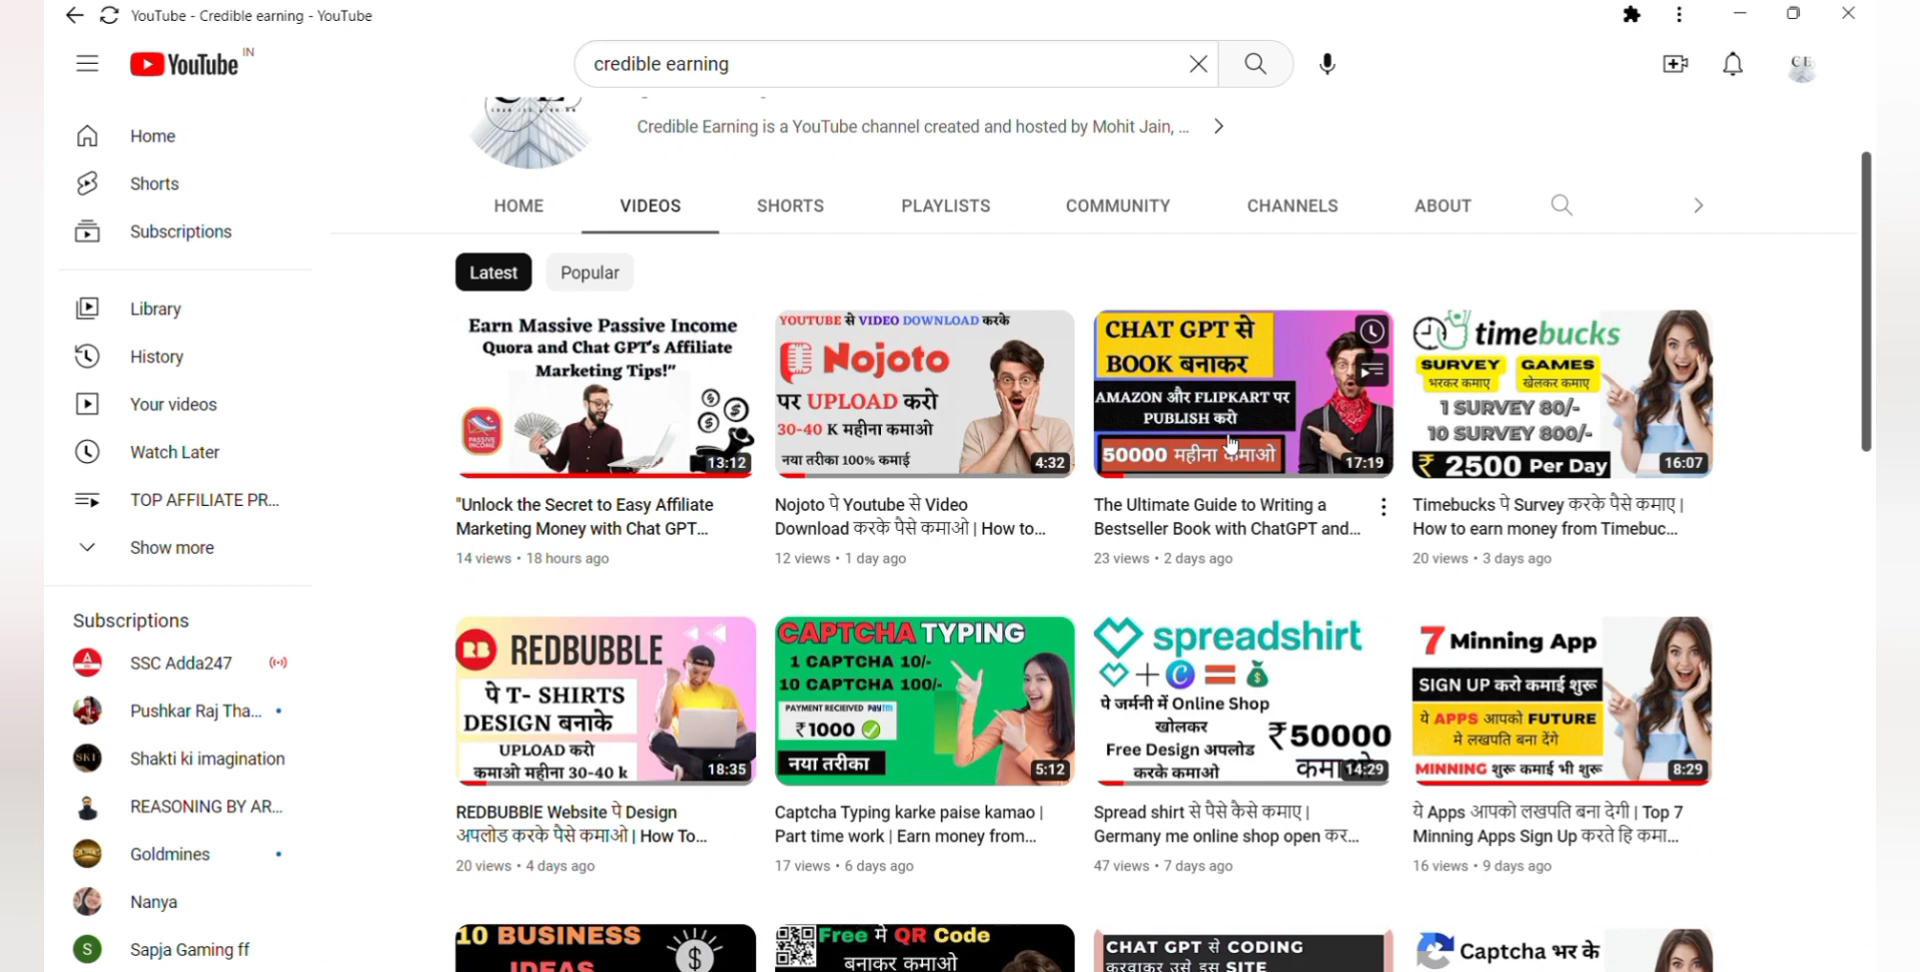 YouTube - Credible earning - YouTube
YouTube IN
credible earning
CE
Home
Shorts
Subscriptions
Library
History
Your videos
Watch Later
TOP AFFILIATE PR...
Show more
Subscriptions
SSC Adda247
Pushkar Raj Tha...
Shakti ki imagination
REASONING BY AR...
Goldmines
Nanya
S
Sapja Gaming ff
Credible Earning is a YouTube channel created and hosted by Mohit Jain, ...
HOME
VIDEOS
SHORTS
PLAYLISTS
COMMUNITY
CHANNELS
ABOUT
Latest
Popular
Earn Massive Passive Income
Quora and Chat GPT's Affiliate
Marketing Tips!"
PASSIVE
INCOME
13:12
"Unlock the Secret to Easy Affiliate
Marketing Money with Chat GPT...
14 views • 18 hours ago
YOUTUBE से VIDEO DOWNLOAD करके
Nojoto
पर UPLOAD करो
30-40 K महीना कमाओ
नया तरीका 100% कमाई
4:32
Nojoto पे Youtube से Video
Download करके पैसे कमाओ | How to...
12 views • 1 day ago
CHAT GPT से
BOOK बनाकर
AMAZON और FLIPKART पर
PUBLISH करो
50000 महीना कमाओ
17:19
The Ultimate Guide to Writing a
Bestseller Book with ChatGPT and...
23 views • 2 days ago
timebucks
SURVEY GAMES
भरकर कमाए खेलकर कमाए
1 SURVEY 80/-
10 SURVEY 800/-
₹ 2500 Per Day
16:07
Timebucks पे Survey करके पैसे कमाए |
How to earn money from Timebuc...
20 views • 3 days ago
RB REDBUBBLE
पे T- SHIRTS
DESIGN बनाके
UPLOAD करो
कमाओ महीना 30-40 k
18:35
REDBUBBlE Website पे Design
अपलोड करके पैसे कमाओ | How To...
20 views • 4 days ago
CAPTCHA TYPING
1 CAPTCHA 10/-
10 CAPTCHA 100/-
PAYMENT RECIEIVED PayTM
₹1000
नया तरीका
5:12
Captcha Typing karke paise kamao |
Part time work | Earn money from...
17 views • 6 days ago
spreadshirt
पे जर्मनी में Online Shop
खोलकर
Free Design अपलोड
करके कमाओ
₹50000
14:29
Spread shirt से पैसे कैसे कमाए |
Germany me online shop open कर...
47 views • 7 days ago
7 Minning App
SIGN UP करो कमाई शुरू
ये APPS आपको FUTURE
मे लखपति बना देंगे
MINNING शुरू कमाई भी शुरू
8:29
ये Apps आपको लखपति बना देगी | Top 7
Minning Apps Sign Up करते हि कमा...
16 views • 9 days ago
10 BUSINESS
IDEAS
Free मे QR Code
बनाकर कमाओ
CHAT GPT से CODING
करवाकर उसे इस SITE
Captcha भर के